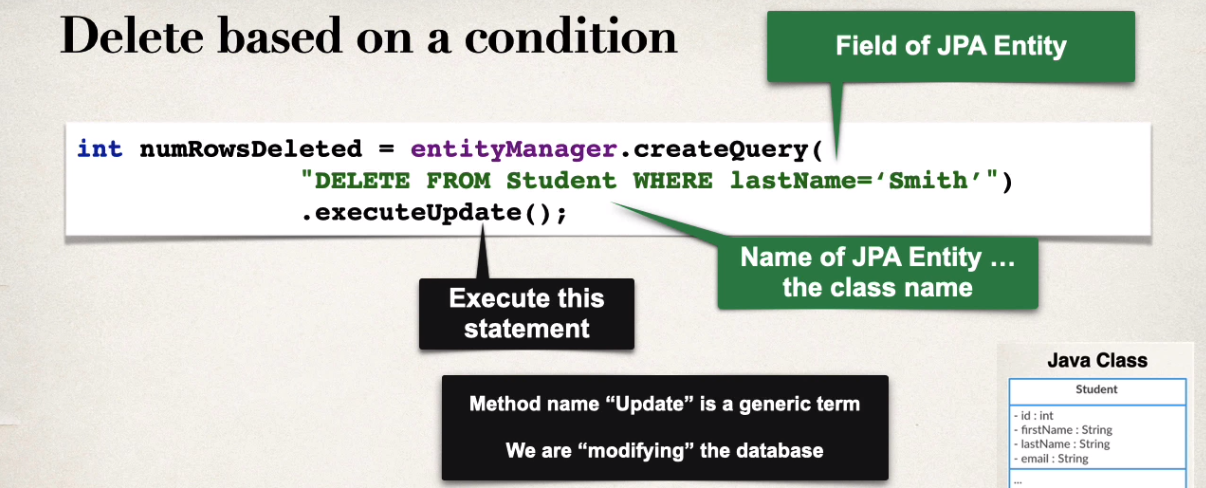 Delete based on a condition
Field of JPA Entity
int numRowsDeleted = entityManager.createQuery(
"DELETE FROM Student WHERE lastName=‘Smith’")
.executeUpdate();
Name of JPA Entity ...
the class name
Execute this
statement
Method name “Update” is a generic term
We are “modifying” the database
Java Class
Student
- id : int
- firstName : String
- lastName : String
- email : String
...